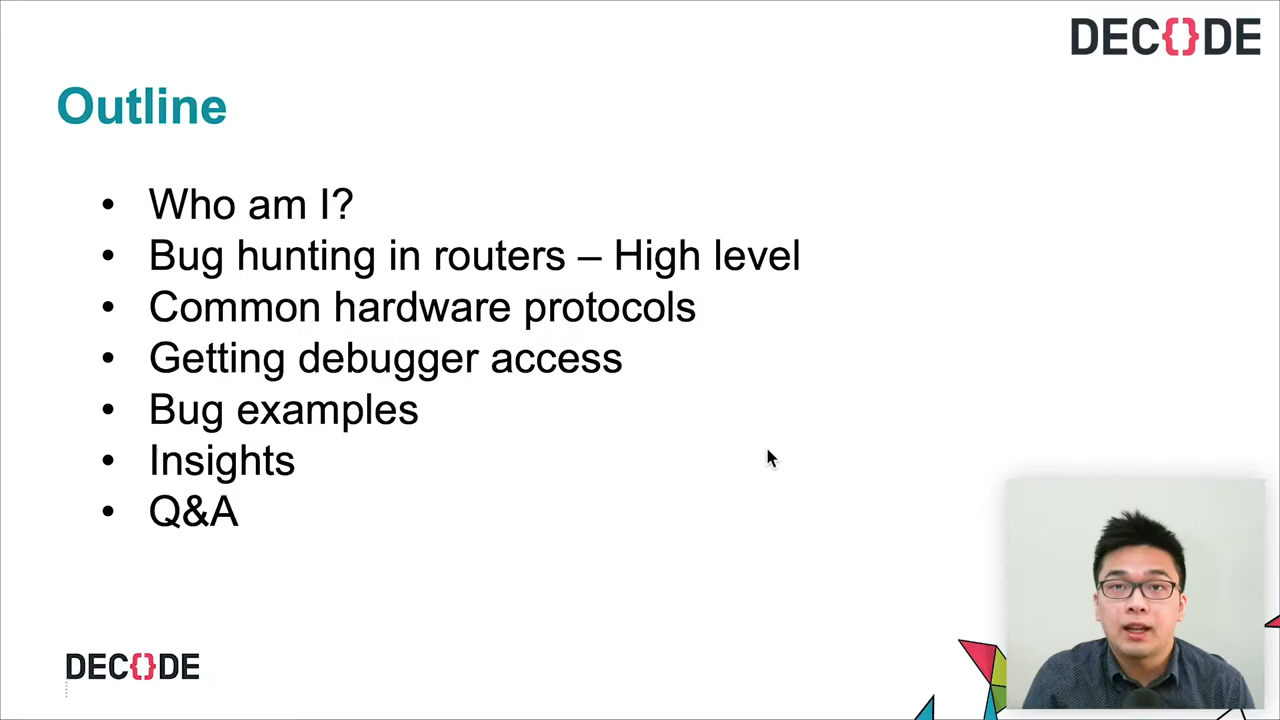 DEC{}DE
Outline
• Who am I?
• Bug hunting in routers – High level
• Common hardware protocols
• Getting debugger access
• Bug examples
• Insights
• Q&A
DEC{}DE